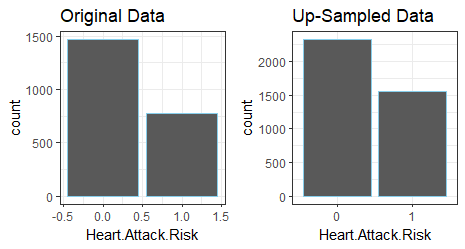 Original Data
1500
1000
500
0
count
-0.5 0.0 0.5 1.0 1.5
Heart.Attack.Risk
Up-Sampled Data
2000
1500
1000
500
0
count
0 1
Heart.Attack.Risk